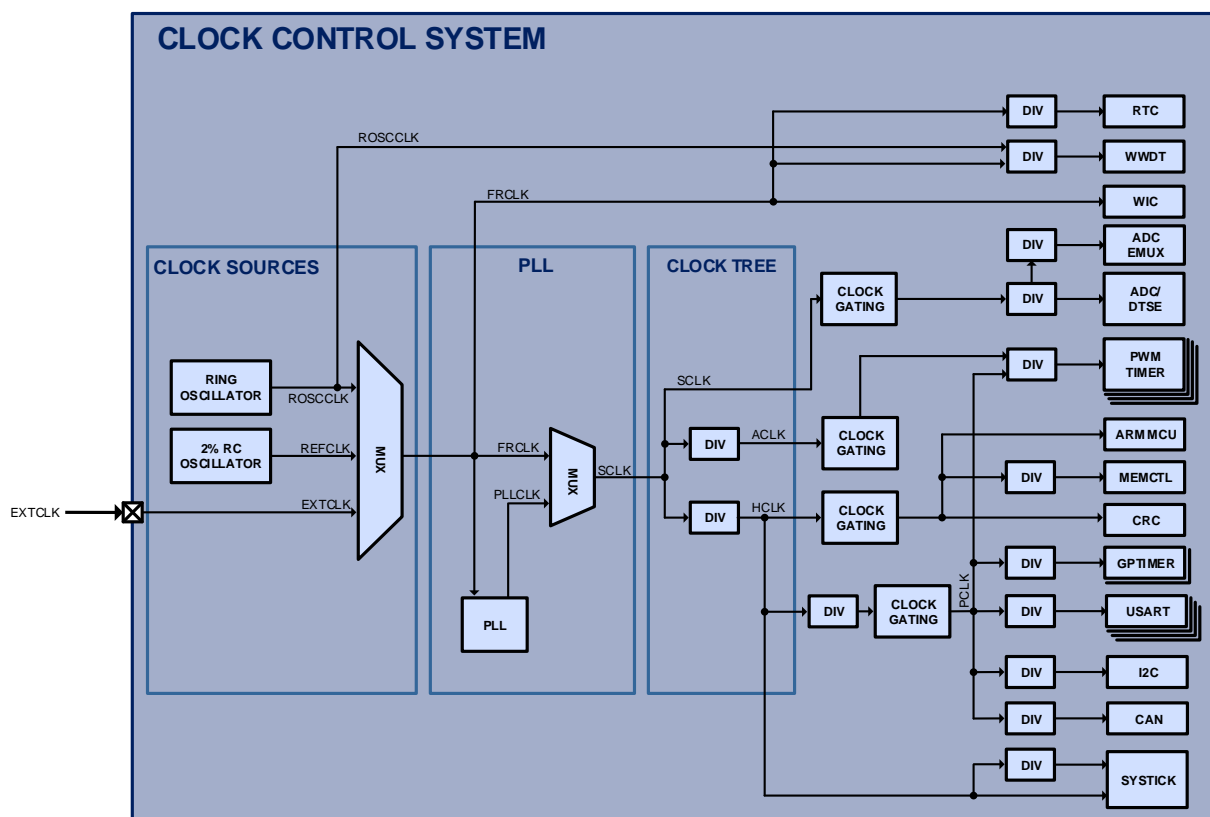 CLOCK CONTROL SYSTEM
DIV
RTC
ROSCCLK
DIV
WWDT
FRCLK
WIC
CLOCK SOURCES
PLL
CLOCK TREE
DIV
ADC
EMUX
CLOCK
GATING
DIV
ADC/
DTSE
RING
OSCILLATOR
ROSCCLK
SCLK
DIV
PWM
TIMER
2% RC
OSCILLATOR
REFCLK
MUX
FRCLK
MUX
SCLK
DIV
ACLK
CLOCK
GATING
ARM MCU
DIV
MEMCTL
EXTCLK
EXTCLK
PLLCLK
DIV
HCLK
CLOCK
GATING
CRC
DIV
GPTIMER
PLL
DIV
CLOCK
GATING
PCLK
DIV
USART
DIV
I2C
DIV
CAN
DIV
SYSTICK